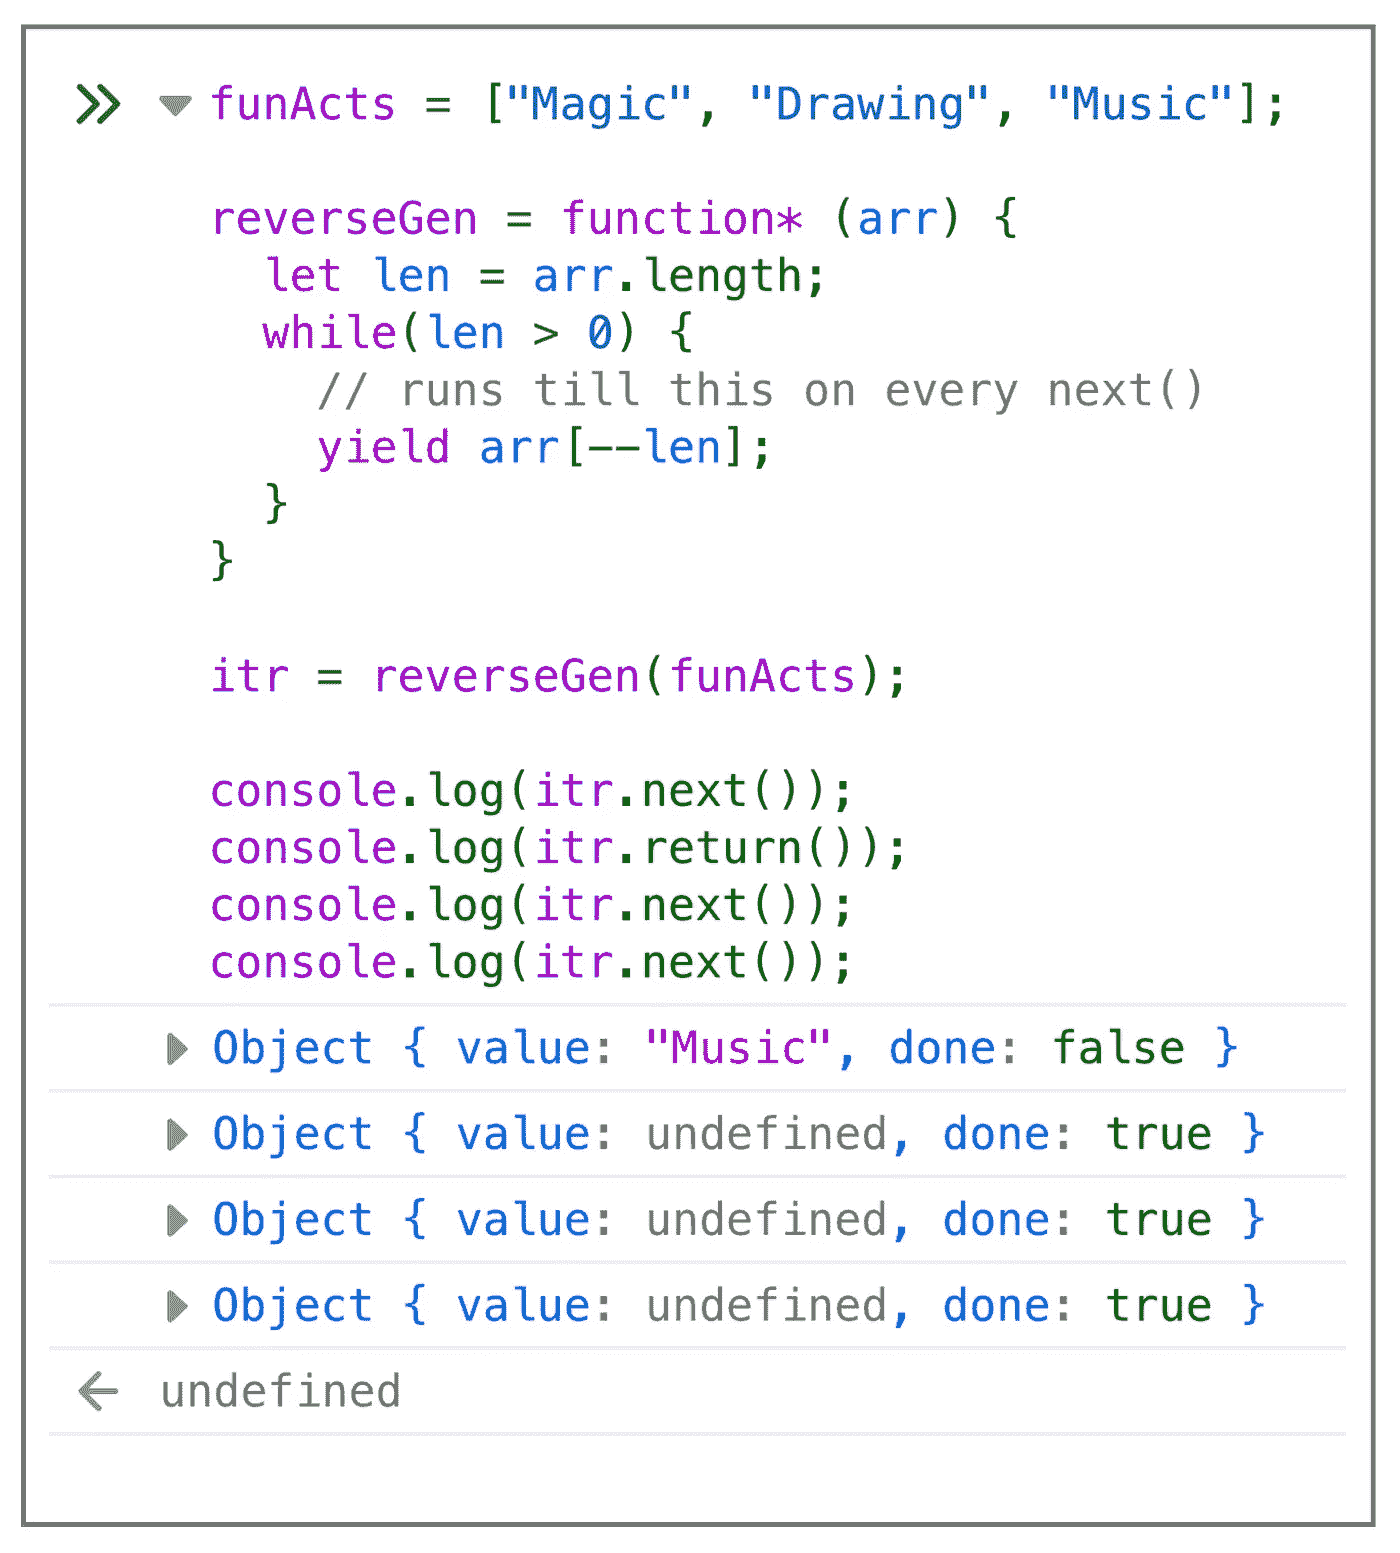 » ▼ funActs = ["Magic", "Drawing", "Music"];
reverseGen = function* (arr) {
  let len = arr.length;
  while(len > 0) {
    // runs till this on every next()
    yield arr[--len];
  }
}
itr = reverseGen(funActs);
console.log(itr.next());
console.log(itr.return());
console.log(itr.next());
console.log(itr.next());
▶ Object { value: "Music", done: false }
▶ Object { value: undefined, done: true }
▶ Object { value: undefined, done: true }
▶ Object { value: undefined, done: true }
← undefined